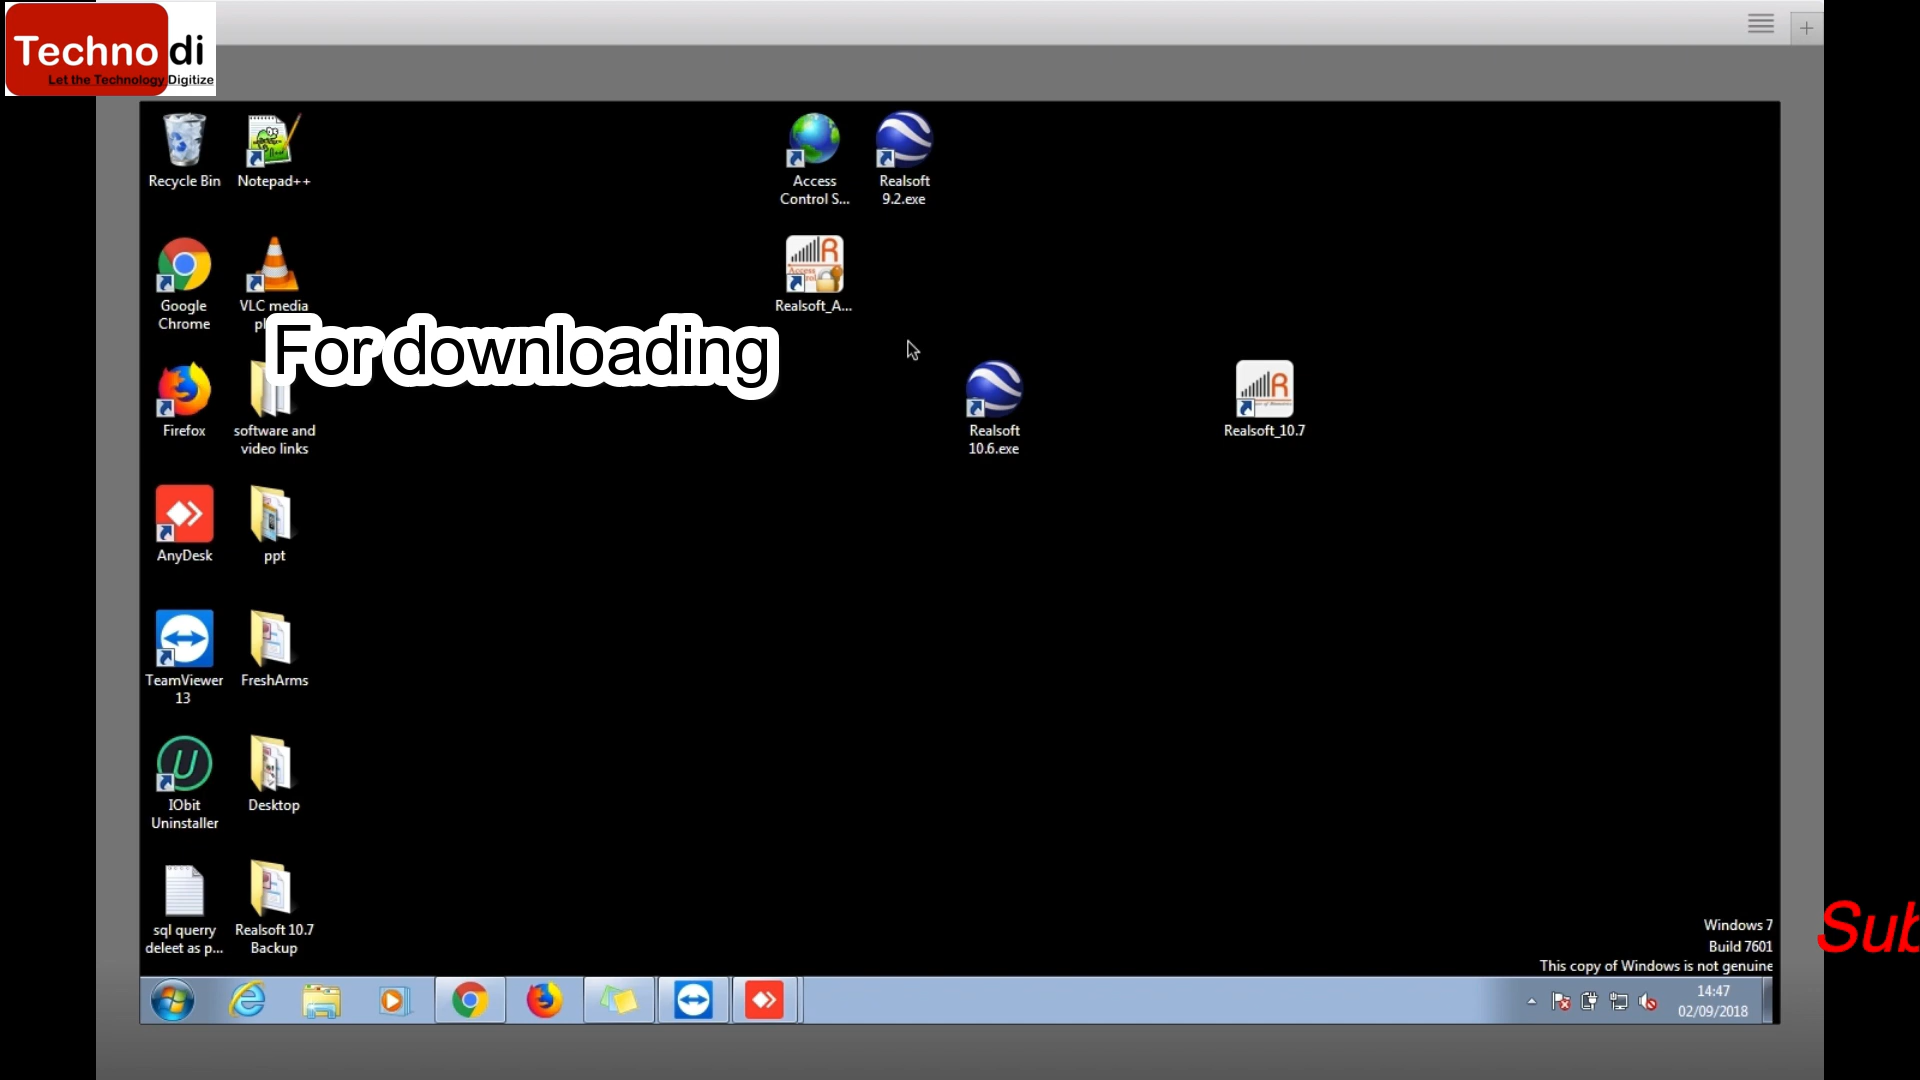 Techno di
Let the Technology Digitize
Recycle Bin
Notepad++
Access
Control S...
Realsoft
9.2.exe
Google
Chrome
VLC media
Realsoft_A...
For downloading
Firefox
software and
video links
Realsoft
10.6.exe
Realsoft_10.7
AnyDesk
ppt
TeamViewer
13
FreshArms
IObit
Uninstaller
Desktop
sql querry
deleet as p...
Realsoft 10.7
Backup
Windows 7
Build 7601
This copy of Windows is not genuine
Sub
14:47
02/09/2018